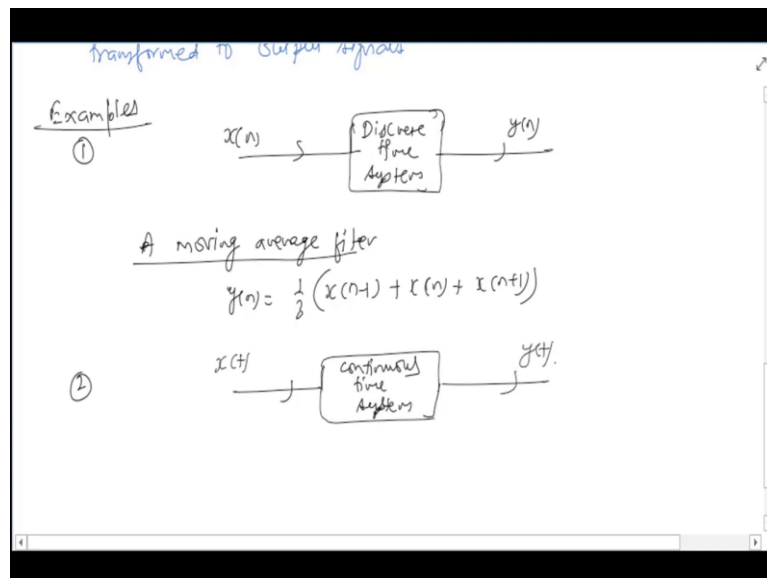 transformed to output signals
Examples
①
x(n)
Discrete
time
system
y(n)
A moving average filter
y(n) = 1/3 (x(n-1) + x(n) + x(n+1))
②
x(t)
continuous
time
system
y(t).